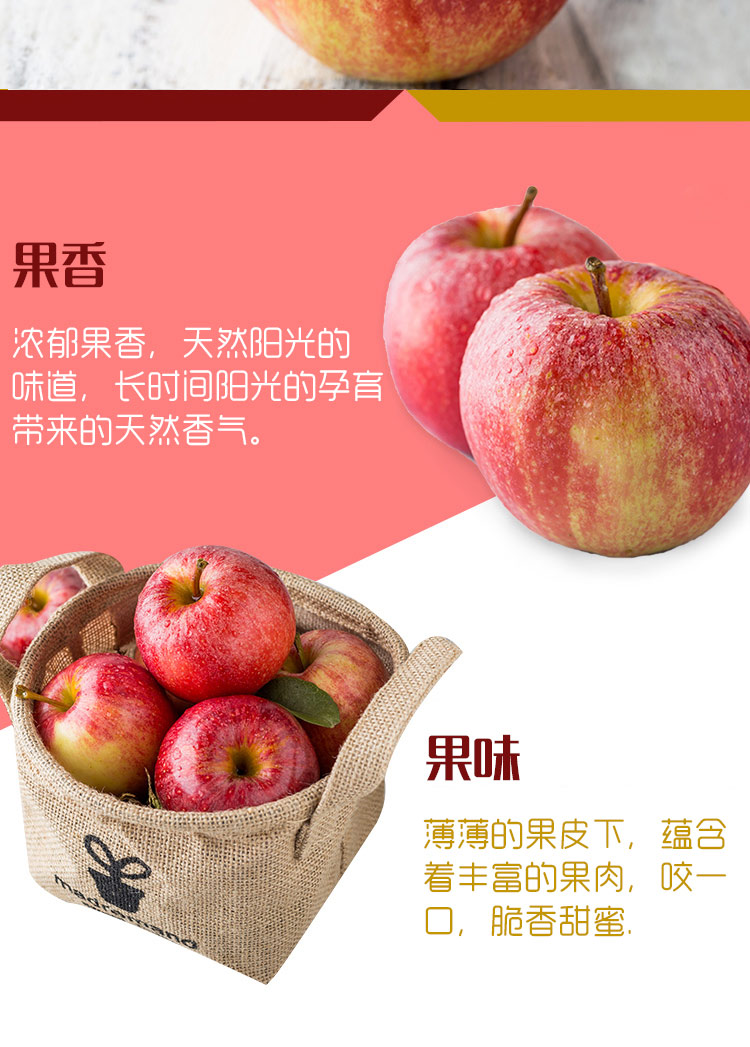 果香
浓郁果香，天然阳光的
味道，长时间阳光的孕育
带来的天然香气。
果味
薄薄的果皮下，蕴含
着丰富的果肉，咬一
口，脆香甜蜜.